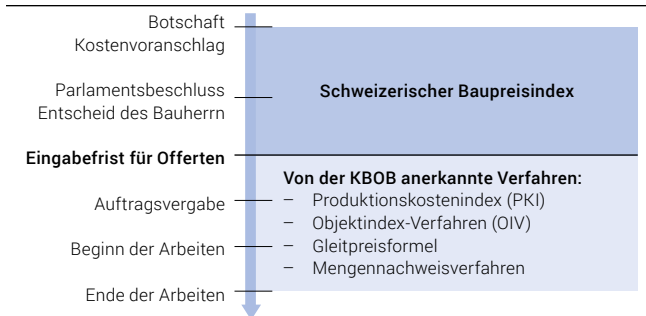 Botschaft
Kostenvoranschlag
Parlamentsbeschluss
Entscheid des Bauherrn
Schweizerischer Baupreisindex
Eingabefrist für Offerten
Von der KBOB anerkannte Verfahren:
– Produktionskostenindex (PKI)
Auftragsvergabe
– Objektindex-Verfahren (OIV)
– Gleitpreisformel
Beginn der Arbeiten
– Mengennachweisverfahren
Ende der Arbeiten